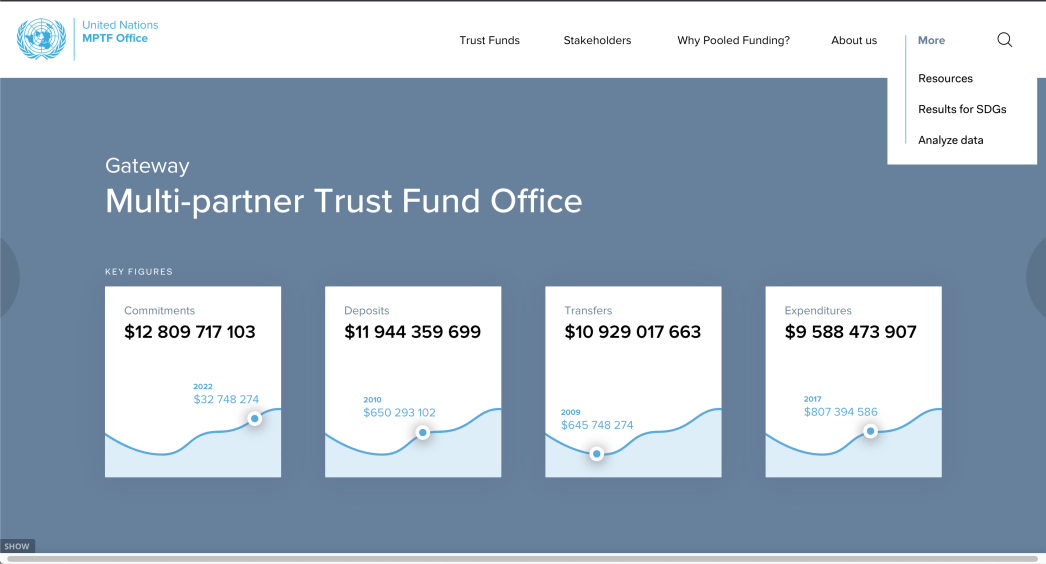 United Nations
MPTF Office
Trust Funds
Stakeholders
Why Pooled Funding?
About us
More
Resources
Results for SDGs
Analyze data
Gateway
Multi-partner Trust Fund Office
KEY FIGURES
Commitments
$12 809 717 103
2022
$32 748 274
Deposits
$11 944 359 699
2010
$650 293 102
Transfers
$10 929 017 663
2009
$645 748 274
Expenditures
$9 588 473 907
2017
$807 394 586
SHOW